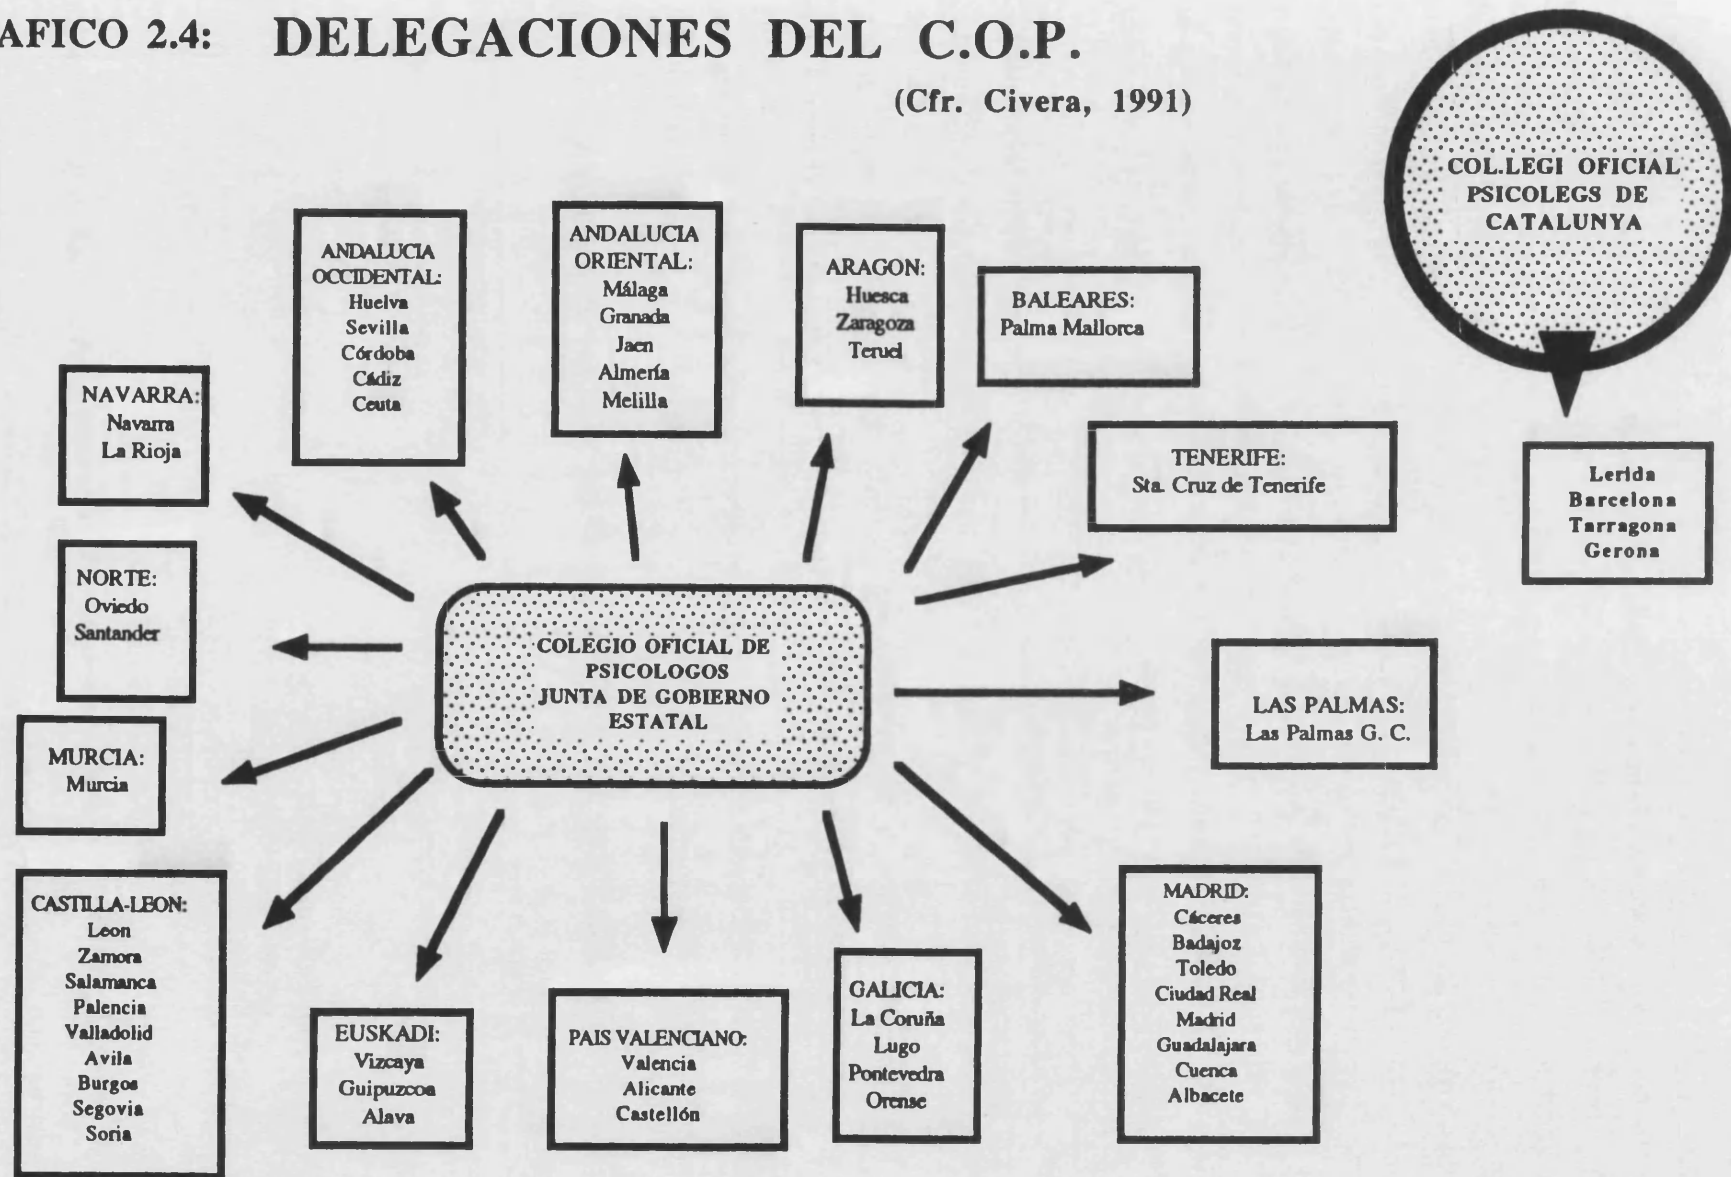 AFICO 2.4: DELEGACIONES DEL C.O.P.
(Cfr. Civera, 1991)
COL.LEGI OFICIAL
PSICOLEGS DE
CATALUNYA
Lerida
Barcelona
Tarragona
Gerona
ANDALUCIA
OCCIDENTAL:
Huelva
Sevilla
Córdoba
Cádiz
Ceuta
ANDALUCIA
ORIENTAL:
Málaga
Granada
Jaen
Almería
Melilla
ARAGON:
Huesca
Zaragoza
Teruel
BALEARES:
Palma Mallorca
TENERIFE:
Sta. Cruz de Tenerife
NAVARRA:
Navarra
La Rioja
NORTE:
Oviedo
Santander
COLEGIO OFICIAL DE
PSICOLOGOS
JUNTA DE GOBIERNO
ESTATAL
LAS PALMAS:
Las Palmas G. C.
MURCIA:
Murcia
CASTILLA-LEON:
Leon
Zamora
Salamanca
Palencia
Valladolid
Avila
Burgos
Segovia
Soria
EUSKADI:
Vizcaya
Guipuzcoa
Alava
PAIS VALENCIANO:
Valencia
Alicante
Castellón
GALICIA:
La Coruña
Lugo
Pontevedra
Orense
MADRID:
Cáceres
Badajoz
Toledo
Ciudad Real
Madrid
Guadalajara
Cuenca
Albacete